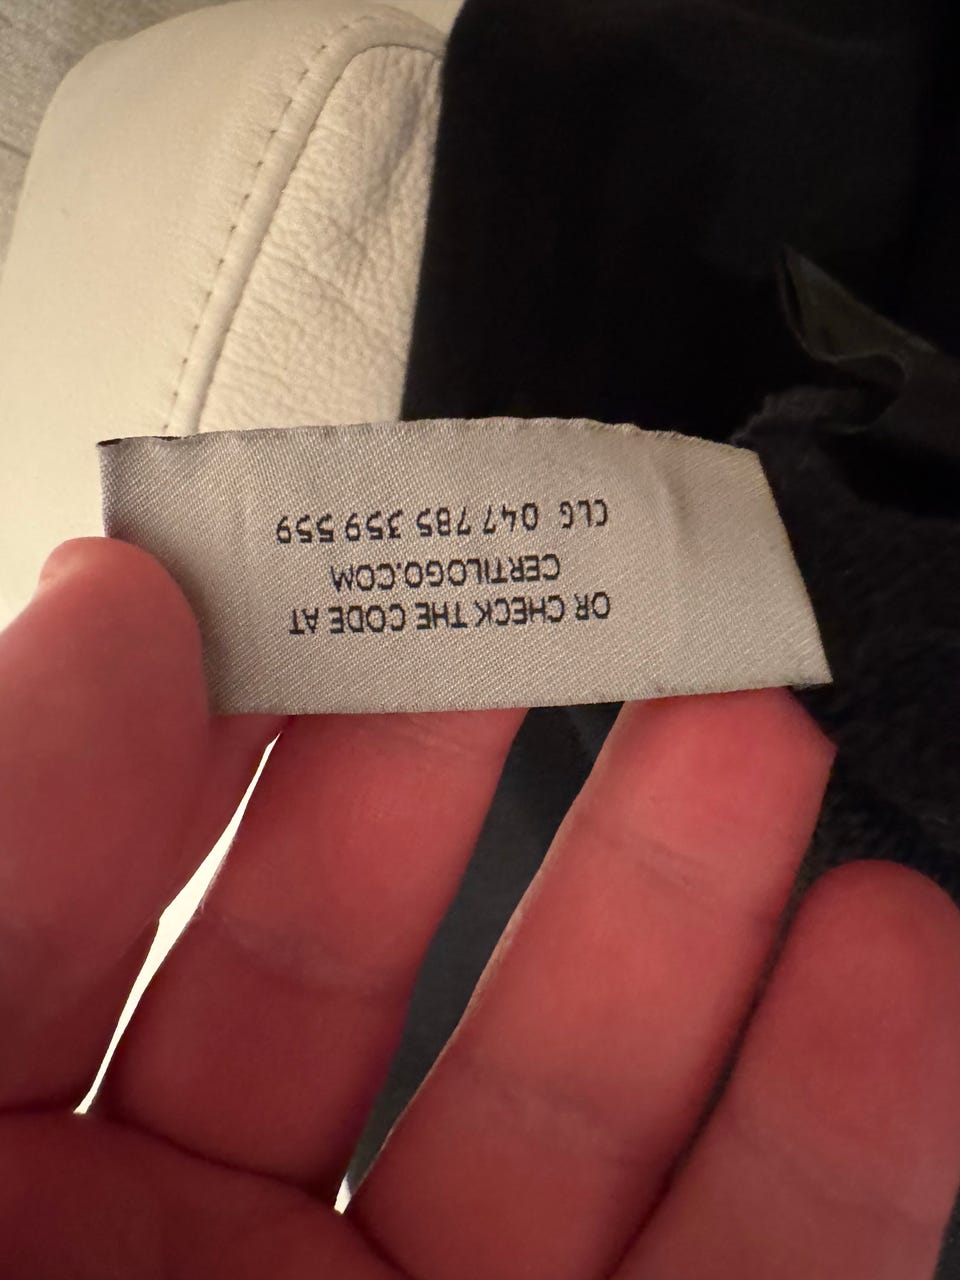 OR CHECK THE CODE AT
CERTILOGO.COM
CLG 047 785 359 559